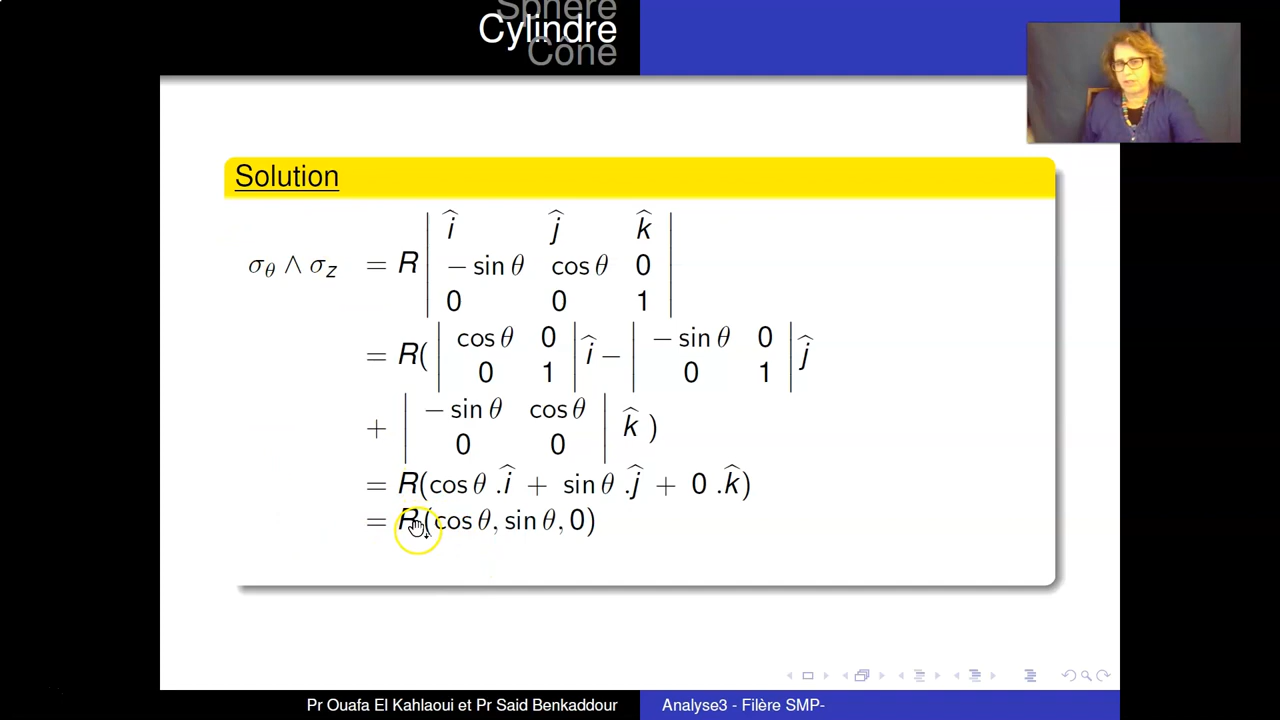 Sphère
Cylindre
Cône
Solution
σ_θ ∧ σ_z = R | î ĵ k̂ |
| − sin θ cos θ 0 |
| 0 0 1 |
= R( | cos θ 0 | î − | − sin θ 0 | ĵ
| 0 1 | | 0 1 |
+ | − sin θ cos θ | k̂ )
| 0 0 |
= R(cos θ .î + sin θ .ĵ + 0 .k̂)
= R(cos θ, sin θ, 0)
Pr Ouafa El Kahlaoui et Pr Said Benkaddour Analyse3 - Filère SMP-